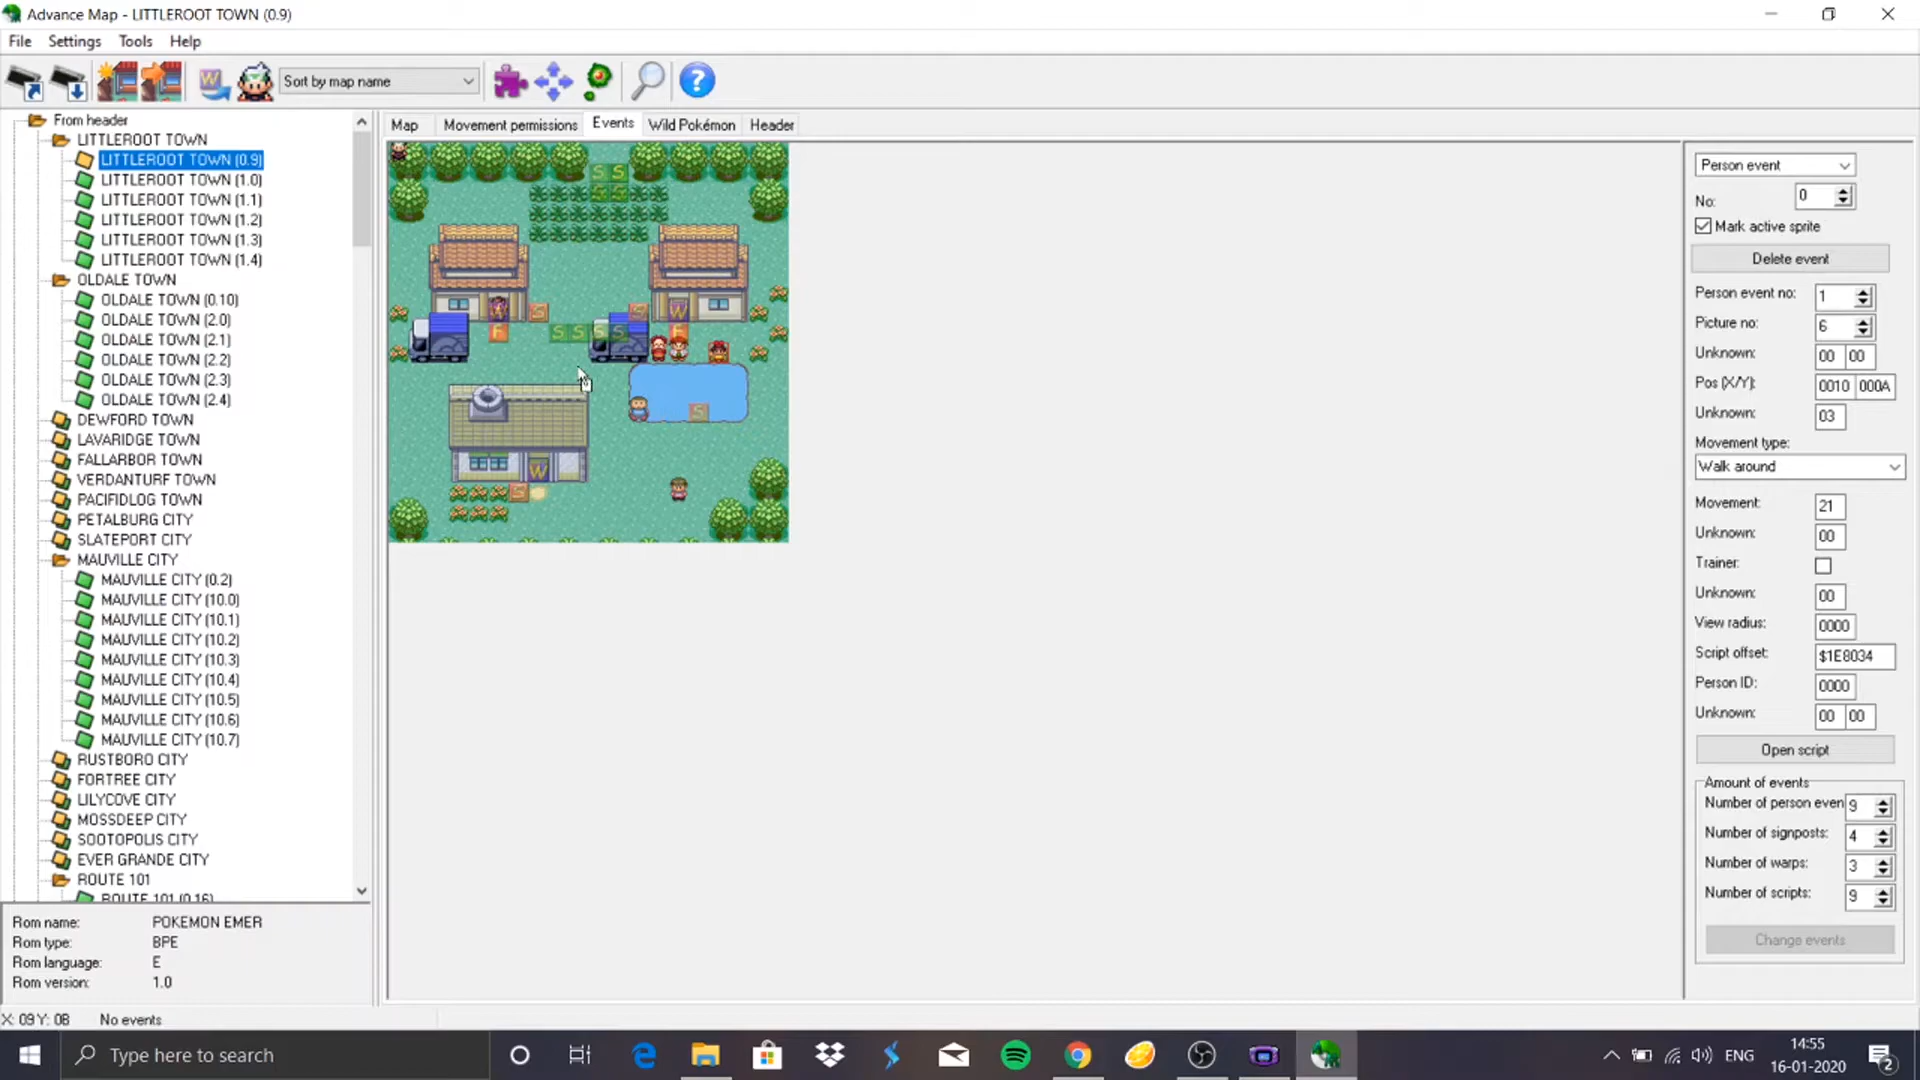 Advance Map - LITTLEROOT TOWN (0.9)
File Settings Tools Help
Sort by map name
From header
LITTLEROOT TOWN
LITTLEROOT TOWN (0.9)
LITTLEROOT TOWN (1.0)
LITTLEROOT TOWN (1.1)
LITTLEROOT TOWN (1.2)
LITTLEROOT TOWN (1.3)
LITTLEROOT TOWN (1.4)
OLDALE TOWN
OLDALE TOWN (0.10)
OLDALE TOWN (2.0)
OLDALE TOWN (2.1)
OLDALE TOWN (2.2)
OLDALE TOWN (2.3)
OLDALE TOWN (2.4)
DEWFORD TOWN
LAVARIDGE TOWN
FALLARBOR TOWN
VERDANTURF TOWN
PACIFIDLOG TOWN
PETALBURG CITY
SLATEPORT CITY
MAUVILLE CITY
MAUVILLE CITY (0.2)
MAUVILLE CITY (10.0)
MAUVILLE CITY (10.1)
MAUVILLE CITY (10.2)
MAUVILLE CITY (10.3)
MAUVILLE CITY (10.4)
MAUVILLE CITY (10.5)
MAUVILLE CITY (10.6)
MAUVILLE CITY (10.7)
RUSTBORO CITY
FORTREE CITY
LILYCOVE CITY
MOSSDEEP CITY
SOOTOPOLIS CITY
EVER GRANDE CITY
ROUTE 101
ROUTE 101 (0.16)
Rom name: POKEMON EMER
Rom type: BPE
Rom language: E
Rom version: 1.0
X: 09 Y: 08 No events
Map Movement permissions Events Wild Pokémon Header
S S
S S
S S W
F S S S S F
S
W
S
Person event
No: 0
Mark active sprite
Delete event
Person event no: 1
Picture no: 6
Unknown: 00 00
Pos (X/Y): 0010 000A
Unknown: 03
Movement type:
Walk around
Movement: 21
Unknown: 00
Trainer:
Unknown: 00
View radius: 0000
Script offset: $1E8034
Person ID: 0000
Unknown: 00 00
Open script
Amount of events
Number of person even 9
Number of signposts: 4
Number of warps: 3
Number of scripts: 9
Change events
Type here to search
ENG
14:55
16-01-2020
2